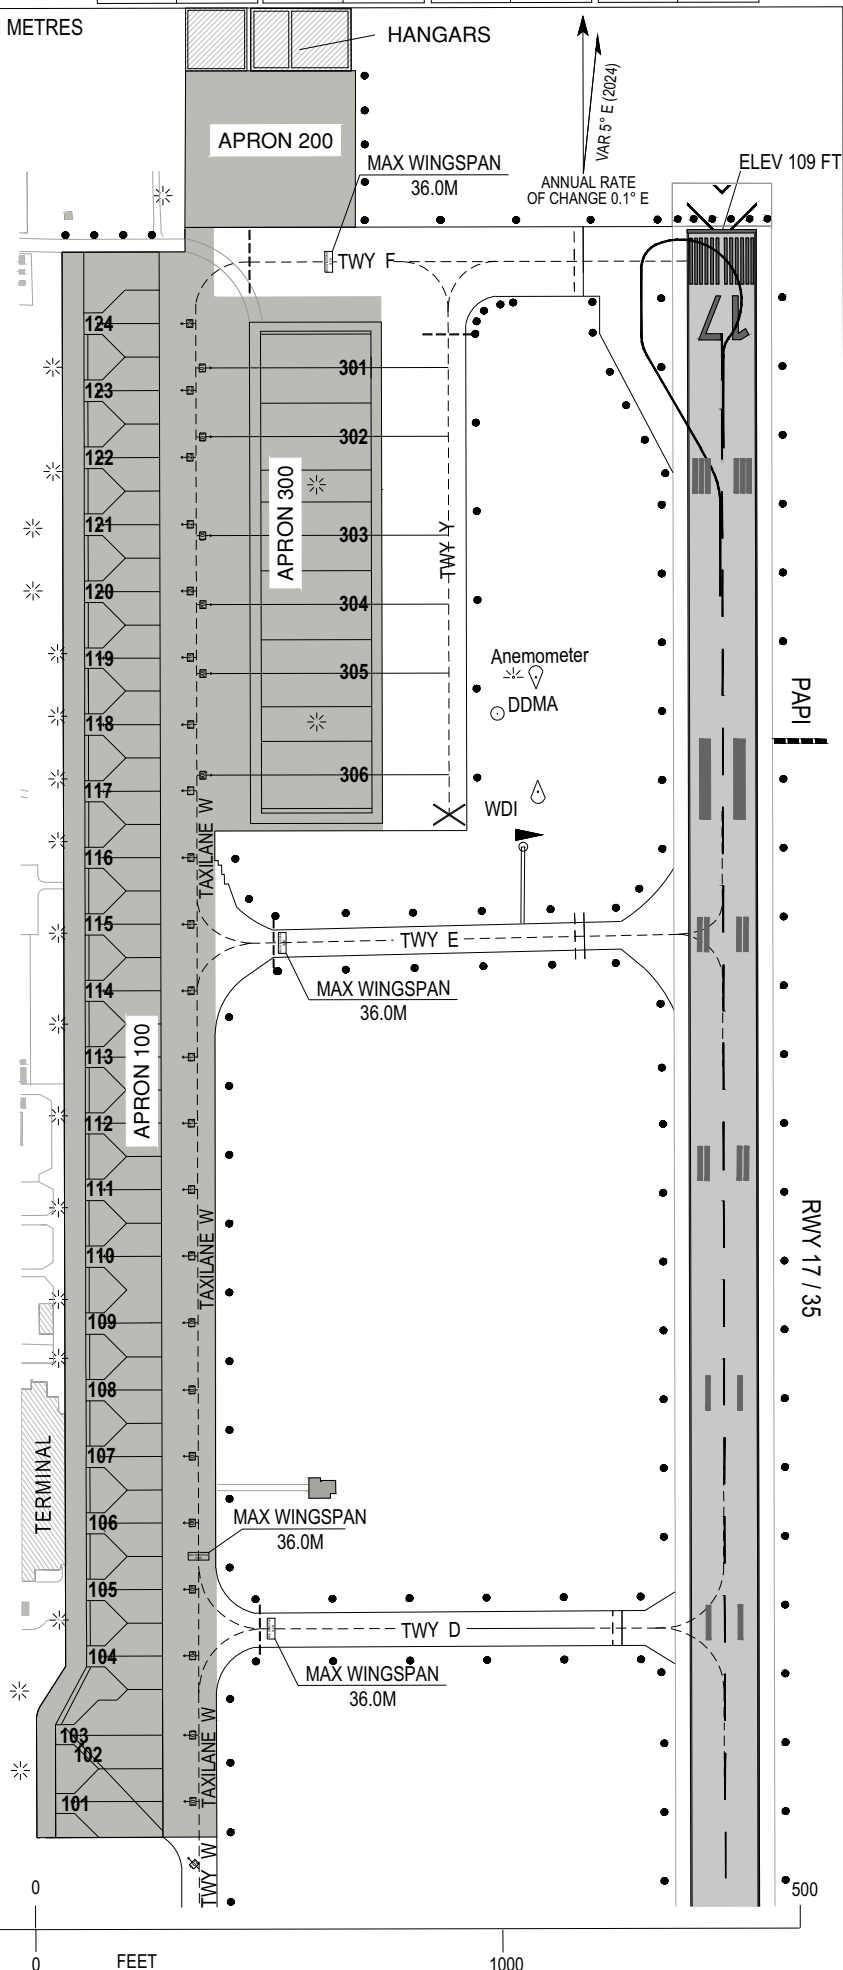 METRES
HANGARS
APRON 200
VAR 5° E (2024)
ELEV 109 FT
MAX WINGSPAN
36.0M
ANNUAL RATE
OF CHANGE 0.1° E
TWY F
17
124
301
123
302
122
APRON 300
121
303
TWY Y
120
304
119
Anemometer
305
DDMA
PAPI
118
306
117
WDI
TAXILANE W
116
115
TWY E
114
MAX WINGSPAN
36.0M
APRON 100
113
112
111
RWY 17 / 35
TAXILANE W
110
109
108
TERMINAL
107
MAX WINGSPAN
36.0M
106
105
TWY D
104
MAX WINGSPAN
36.0M
TAXILANE W
103
102
101
TWY W
0
500
0
FEET
1000